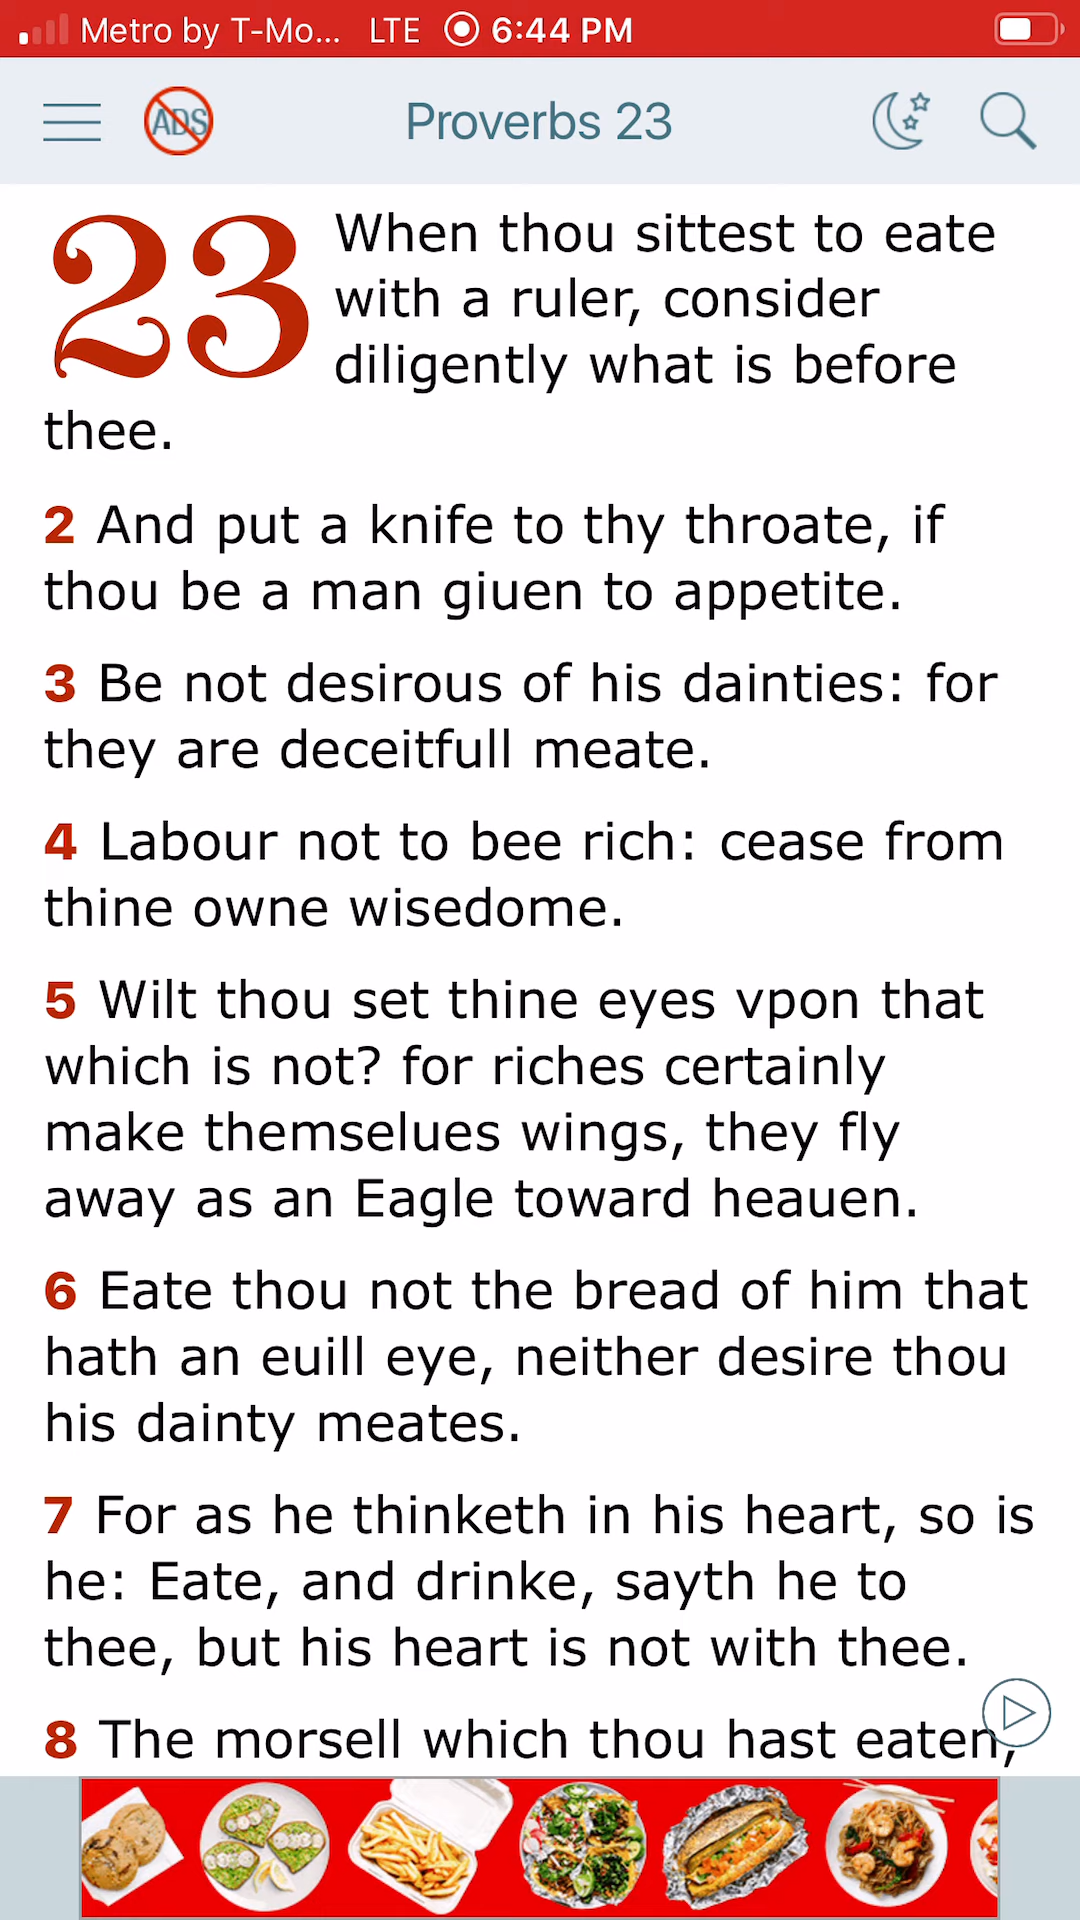 Metro by T-Mo... LTE 6:44 PM
ADS Proverbs 23
23 When thou sittest to eate
with a ruler, consider
diligently what is before
thee.
2 And put a knife to thy throate, if
thou be a man giuen to appetite.
3 Be not desirous of his dainties: for
they are deceitfull meate.
4 Labour not to bee rich: cease from
thine owne wisedome.
5 Wilt thou set thine eyes vpon that
which is not? for riches certainly
make themselues wings, they fly
away as an Eagle toward heauen.
6 Eate thou not the bread of him that
hath an euill eye, neither desire thou
his dainty meates.
7 For as he thinketh in his heart, so is
he: Eate, and drinke, sayth he to
thee, but his heart is not with thee.
8 The morsell which thou hast eaten,